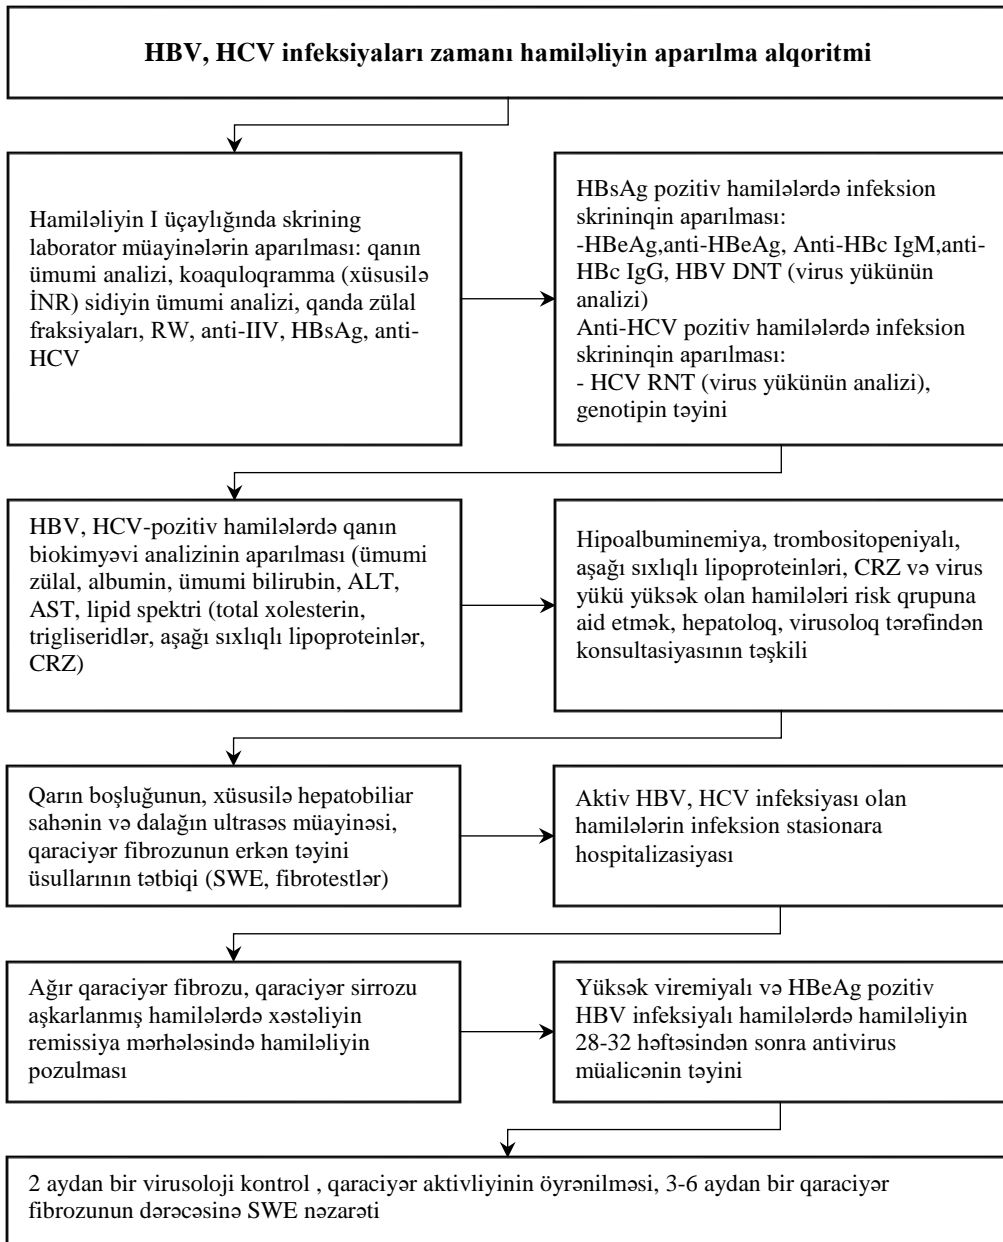 HBV, HCV infeksiyaları zamanı hamiləliyin aparılma alqoritmi
Hamiləliyin I üçaylığında skrining
laborator müayinələrin aparılması: qanın
ümumi analizi, koaquloqramma (xüsusilə
İNR) sidiyin ümumi analizi, qanda zülal
fraksiyaları, RW, anti-IIV, HBsAg, anti-
HCV
HBsAg pozitiv hamilələrdə infeksion
skrininqin aparılması:
-HBeAg,anti-HBeAg, Anti-HBc IgM,anti-
HBc IgG, HBV DNT (virus yükünün
analizi)
Anti-HCV pozitiv hamilələrdə infeksion
skrininqin aparılması:
- HCV RNT (virus yükünün analizi),
genotipin təyini
HBV, HCV-pozitiv hamilələrdə qanın
biokimyəvi analizinin aparılması (ümumi
zülal, albumin, ümumi bilirubin, ALT,
AST, lipid spektri (total xolesterin,
trigliseridlər, aşağı sıxlıqlı lipoproteinlər,
CRZ)
Hipoalbuminemiya, trombositopeniyalı,
aşağı sıxlıqlı lipoproteinləri, CRZ və virus
yükü yüksək olan hamilələri risk qrupuna
aid etmək, hepatoloq, virusoloq tərəfindən
konsultasiyasının təşkili
Qarın boşluğunun, xüsusilə hepatobiliar
sahənin və dalağın ultrasəs müayinəsi,
qaraciyər fibrozunun erkən təyini
üsullarının tətbiqi (SWE, fibrotestlər)
Aktiv HBV, HCV infeksiyası olan
hamilələrin infeksion stasionara
hospitalizasiyası
Ağır qaraciyər fibrozu, qaraciyər sirrozu
aşkarlanmış hamilələrdə xəstəliyin
remissiya mərhələsində hamiləliyin
pozulması
Yüksək viremiyalı və HBeAg pozitiv
HBV infeksiyalı hamilələrdə hamiləliyin
28-32 həftəsindən sonra antivirus
müalicənin təyini
2 aydan bir virusoloji kontrol , qaraciyər aktivliyinin öyrənilməsi, 3-6 aydan bir qaraciyər
fibrozunun dərəcəsinə SWE nəzarəti